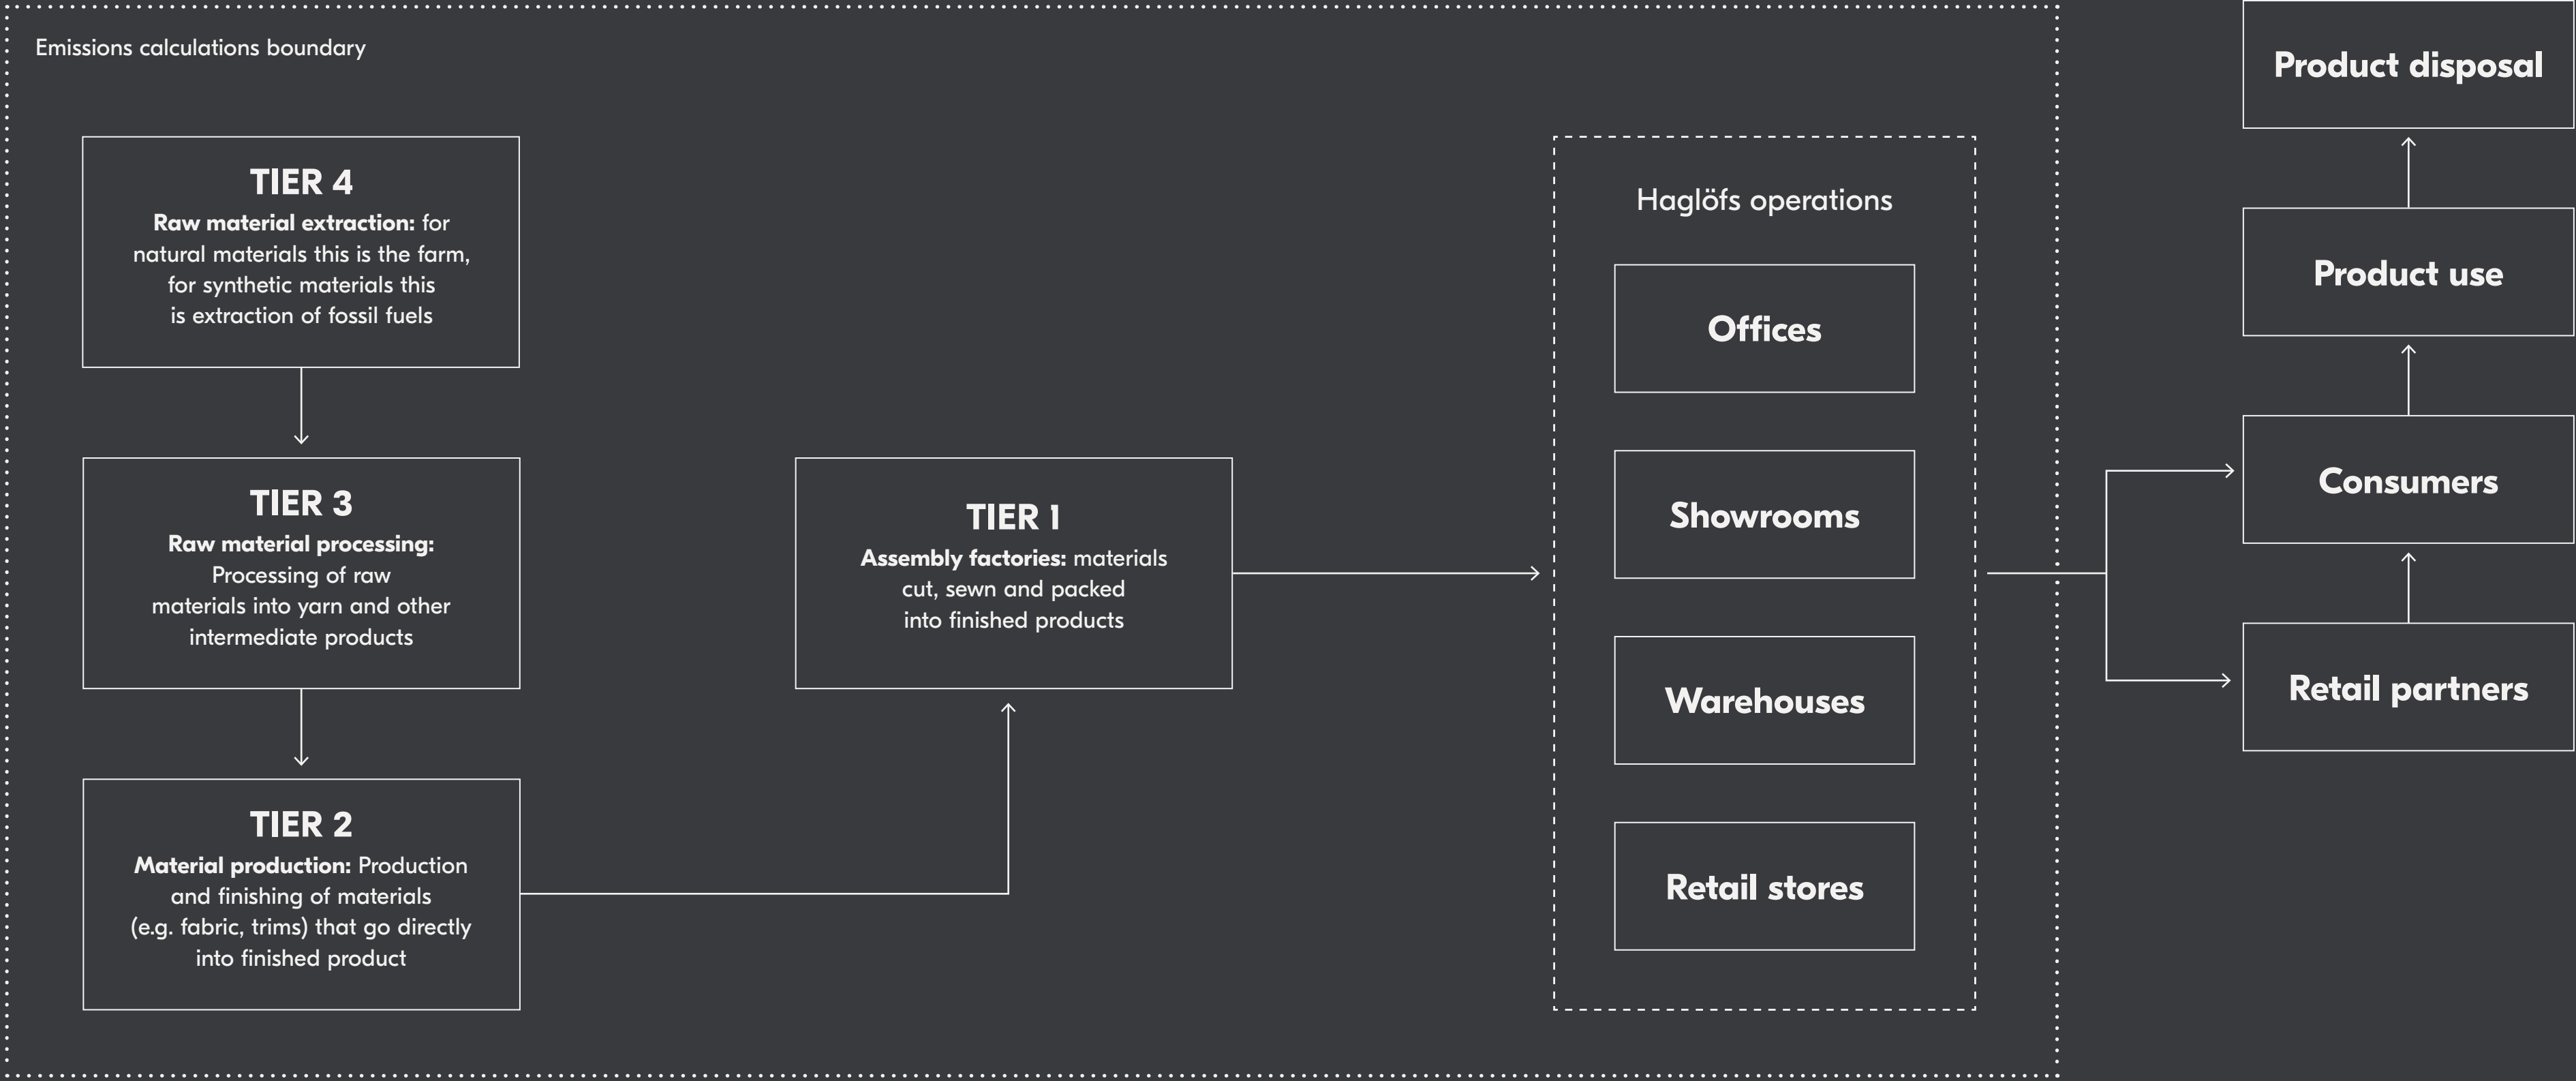 Emissions calculations boundary
TIER 4
Raw material extraction: for
natural materials this is the farm,
for synthetic materials this
is extraction of fossil fuels
TIER 3
Raw material processing:
Processing of raw
materials into yarn and other
intermediate products
TIER 2
Material production: Production
and finishing of materials
(e.g. fabric, trims) that go directly
into finished product
TIER 1
Assembly factories: materials
cut, sewn and packed
into finished products
Haglöfs operations
Offices
Showrooms
Warehouses
Retail stores
Product disposal
Product use
Consumers
Retail partners